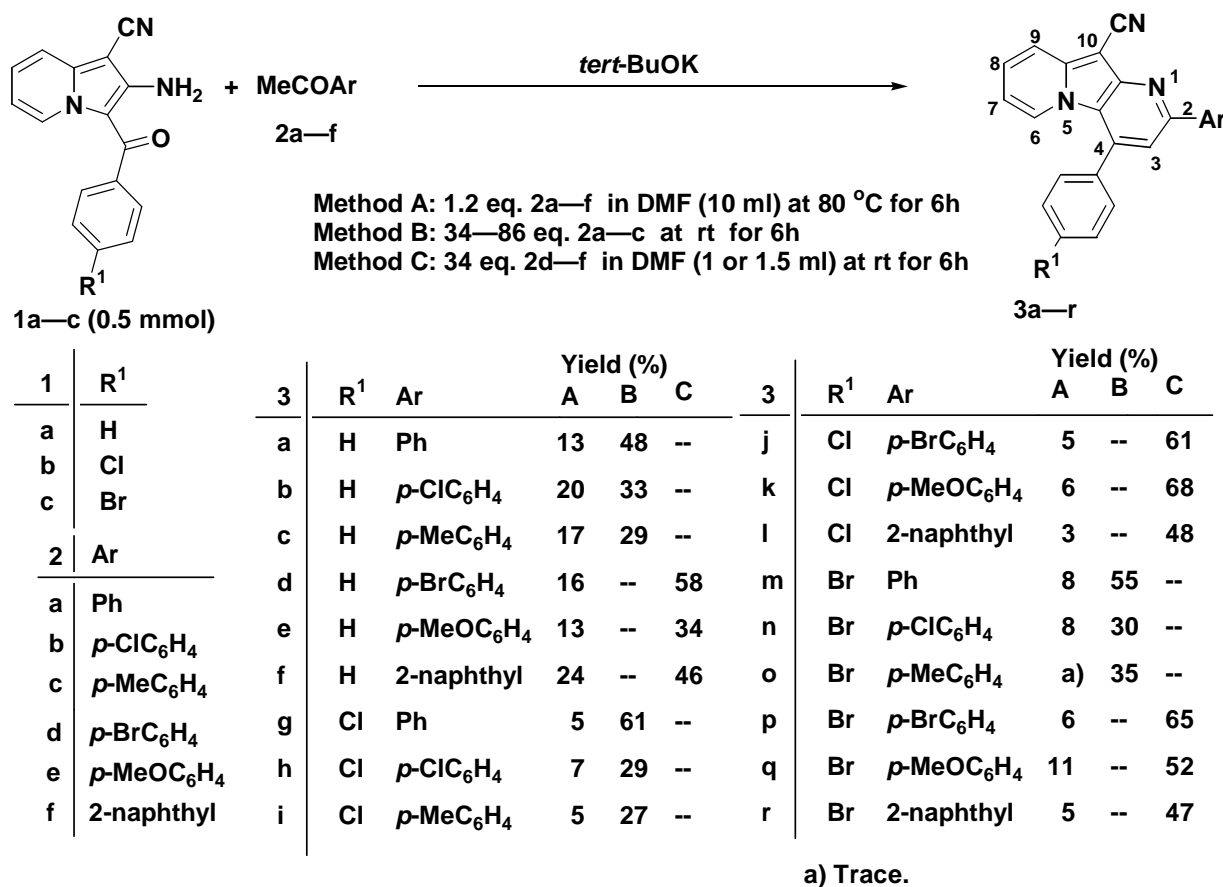 CN
NH2
N
O
R1
1a—c (0.5 mmol)
+
MeCOAr
2a—f
tert-BuOK
Method A: 1.2 eq. 2a—f in DMF (10 ml) at 80 oC for 6h
Method B: 34—86 eq. 2a—c at rt for 6h
Method C: 34 eq. 2d—f in DMF (1 or 1.5 ml) at rt for 6h
CN
9 10
8
7
6
N
5
N 1
2
Ar
3
4
R1
3a—r
1 R1
a H
b Cl
c Br
2 Ar
a Ph
b p-ClC6H4
c p-MeC6H4
d p-BrC6H4
e p-MeOC6H4
f 2-naphthyl
Yield (%)
3 R1 Ar A B C
a H Ph 13 48 --
b H p-ClC6H4 20 33 --
c H p-MeC6H4 17 29 --
d H p-BrC6H4 16 -- 58
e H p-MeOC6H4 13 -- 34
f H 2-naphthyl 24 -- 46
g Cl Ph 5 61 --
h Cl p-ClC6H4 7 29 --
i Cl p-MeC6H4 5 27 --
Yield (%)
3 R1 Ar A B C
j Cl p-BrC6H4 5 -- 61
k Cl p-MeOC6H4 6 -- 68
l Cl 2-naphthyl 3 -- 48
m Br Ph 8 55 --
n Br p-ClC6H4 8 30 --
o Br p-MeC6H4 a) 35 --
p Br p-BrC6H4 6 -- 65
q Br p-MeOC6H4 11 -- 52
r Br 2-naphthyl 5 -- 47
a) Trace.